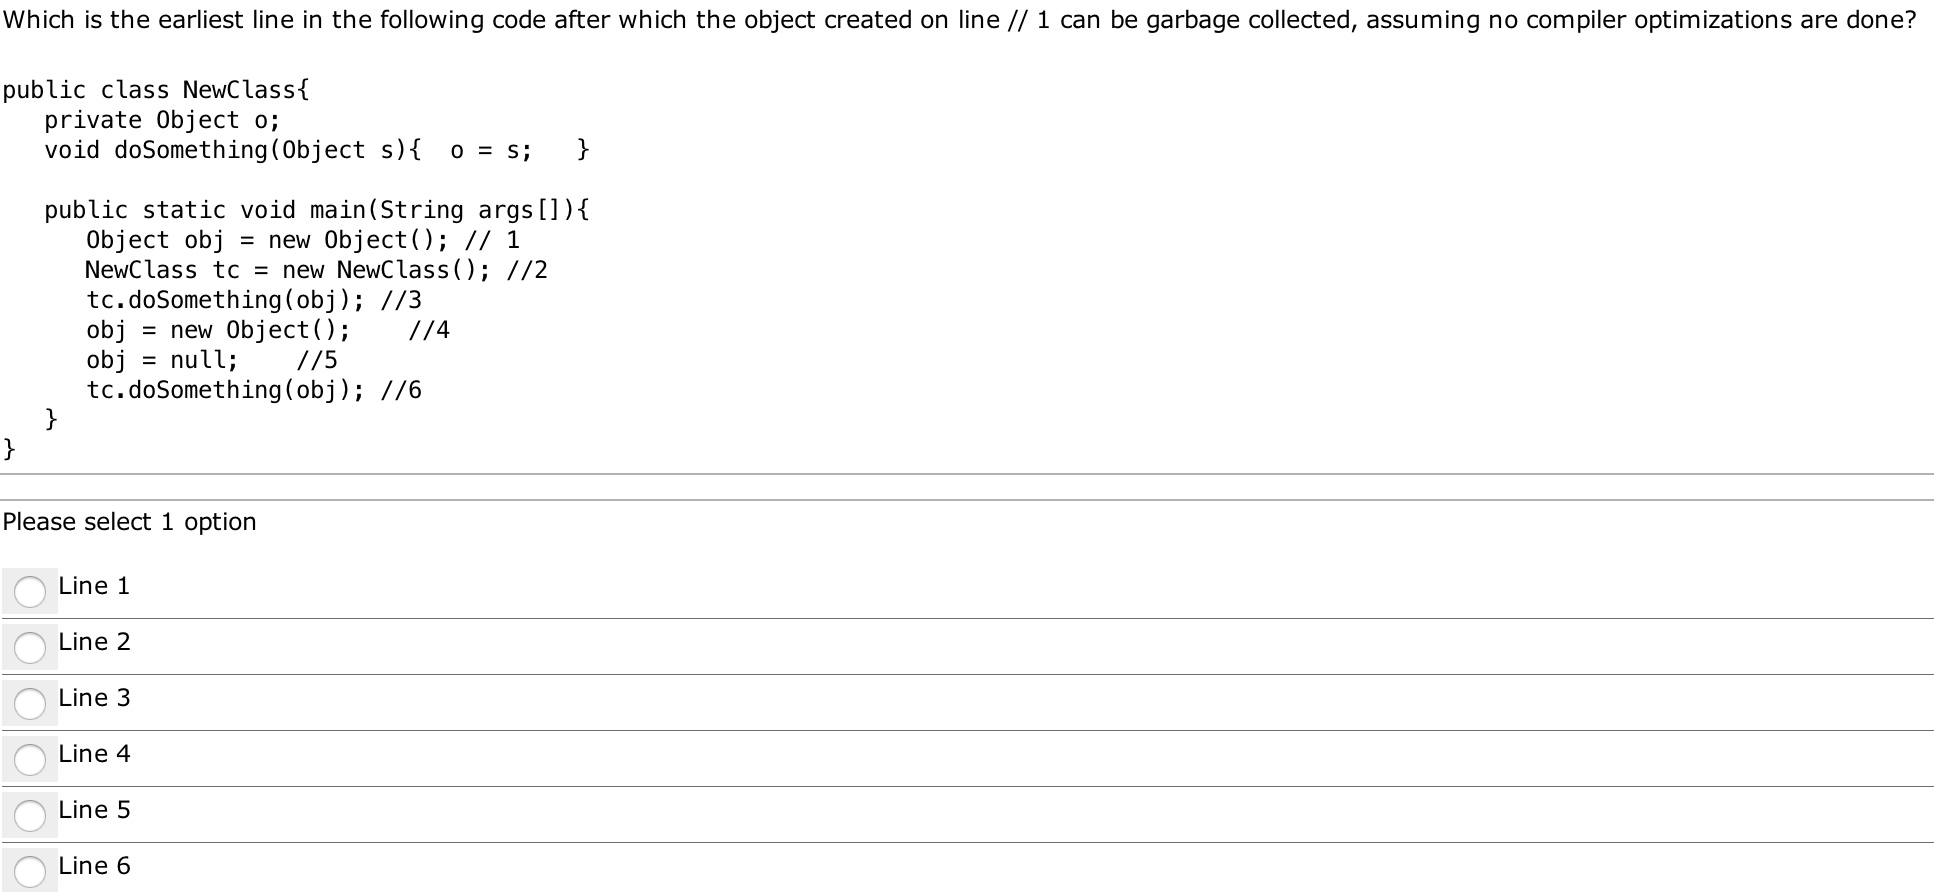 Which is the earliest line in the following code after which the object created on line // 1 can be garbage collected, assuming no compiler optimizations are done?
public class NewClass{
   private Object o;
   void doSomething(Object s){  o = s;   }
   public static void main(String args[]){
      Object obj = new Object(); // 1
      NewClass tc = new NewClass(); //2
      tc.doSomething(obj); //3
      obj = new Object();    //4
      obj = null;    //5
      tc.doSomething(obj); //6
   }
}
Please select 1 option
Line 1
Line 2
Line 3
Line 4
Line 5
Line 6